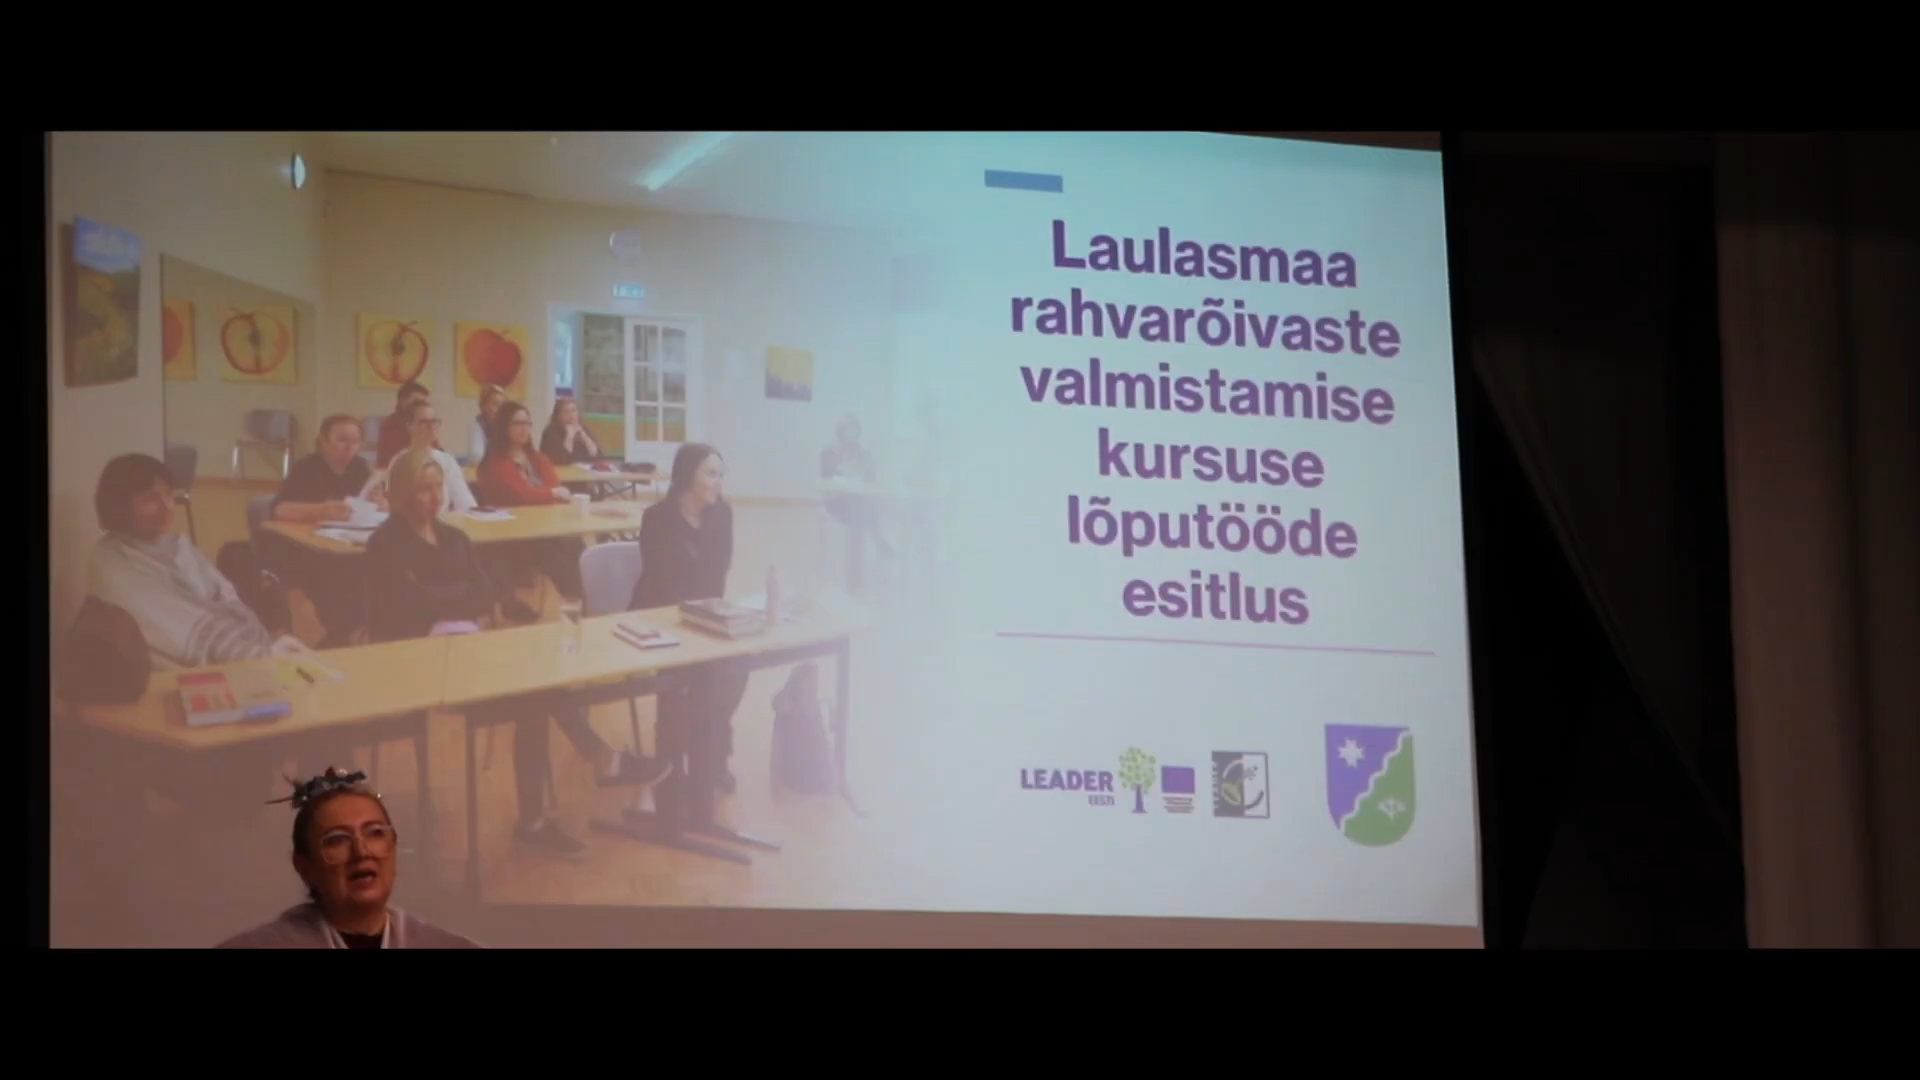 Laulasmaa
rahvarõivaste
valmistamise
kursuse
lõputööde
esitlus
LEADER
EESTI